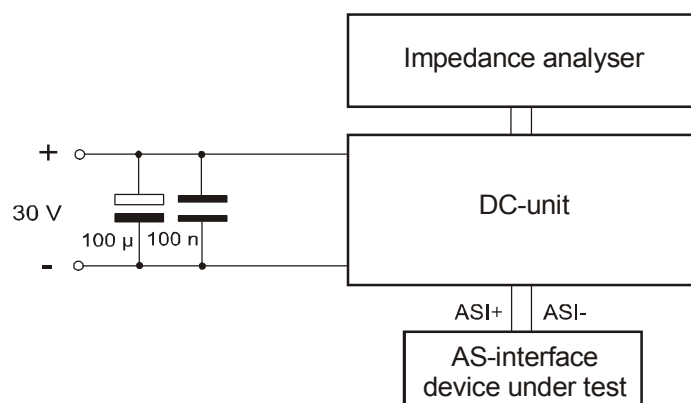 Impedance analyser
+
30 V
100 µ
100 n
-
DC-unit
ASI+
ASI-
AS-interface
device under test